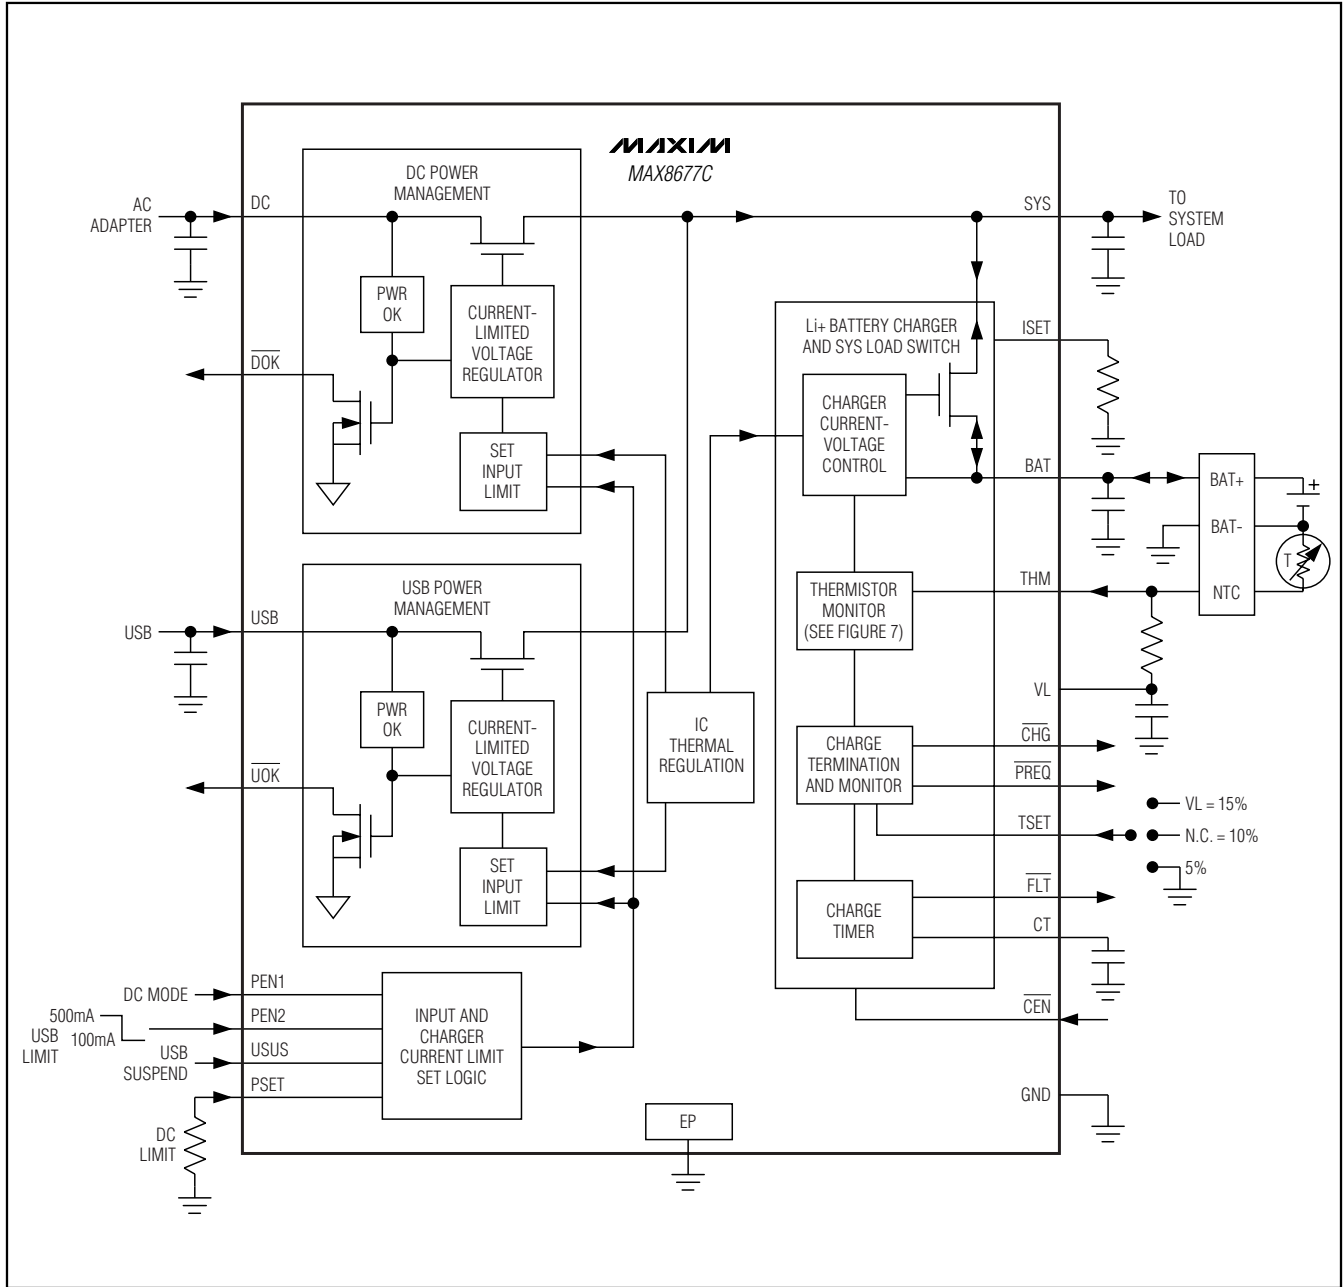 MAXIM
MAX8677C
DC POWER
MANAGEMENT
AC
ADAPTER
DC
SYS
TO
SYSTEM
LOAD
PWR
OK
CURRENT-
LIMITED
VOLTAGE
REGULATOR
Li+ BATTERY CHARGER
AND SYS LOAD SWITCH
ISET
DOK
SET
INPUT
LIMIT
CHARGER
CURRENT-
VOLTAGE
CONTROL
BAT
BAT+
+
BAT-
T
NTC
USB POWER
MANAGEMENT
THM
THERMISTOR
MONITOR
(SEE FIGURE 7)
USB
USB
PWR
OK
CURRENT-
LIMITED
VOLTAGE
REGULATOR
IC
THERMAL
REGULATION
VL
UOK
CHARGE
TERMINATION
AND MONITOR
CHG
PREQ
TSET
VL = 15%
N.C. = 10%
5%
SET
INPUT
LIMIT
CHARGE
TIMER
FLT
CT
DC MODE
PEN1
500mA
100mA
USB
LIMIT
PEN2
USB
SUSPEND
USUS
PSET
DC
LIMIT
INPUT AND
CHARGER
CURRENT LIMIT
SET LOGIC
CEN
GND
EP